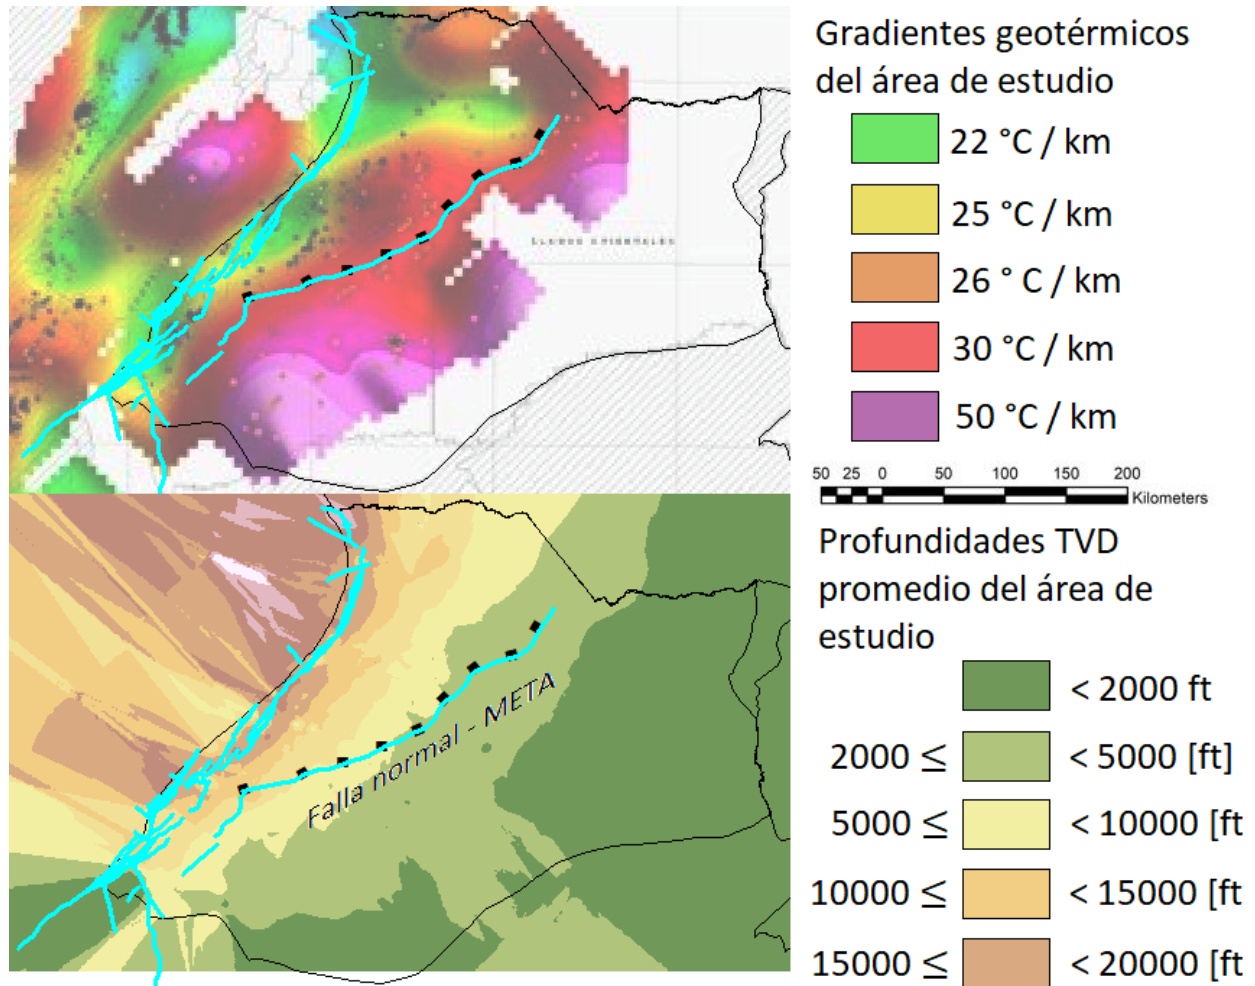 Gradientes geotérmicos
del área de estudio
22 °C / km
25 °C / km
26 ° C / km
30 °C / km
50 °C / km
LLANOS ORIENTALES
50 25 0 50 100 150 200
Kilometers
Profundidades TVD
promedio del área de
estudio
< 2000 ft
2000 ≤ < 5000 [ft]
5000 ≤ < 10000 [ft
10000 ≤ < 15000 [ft
15000 ≤ < 20000 [ft
Falla normal - META